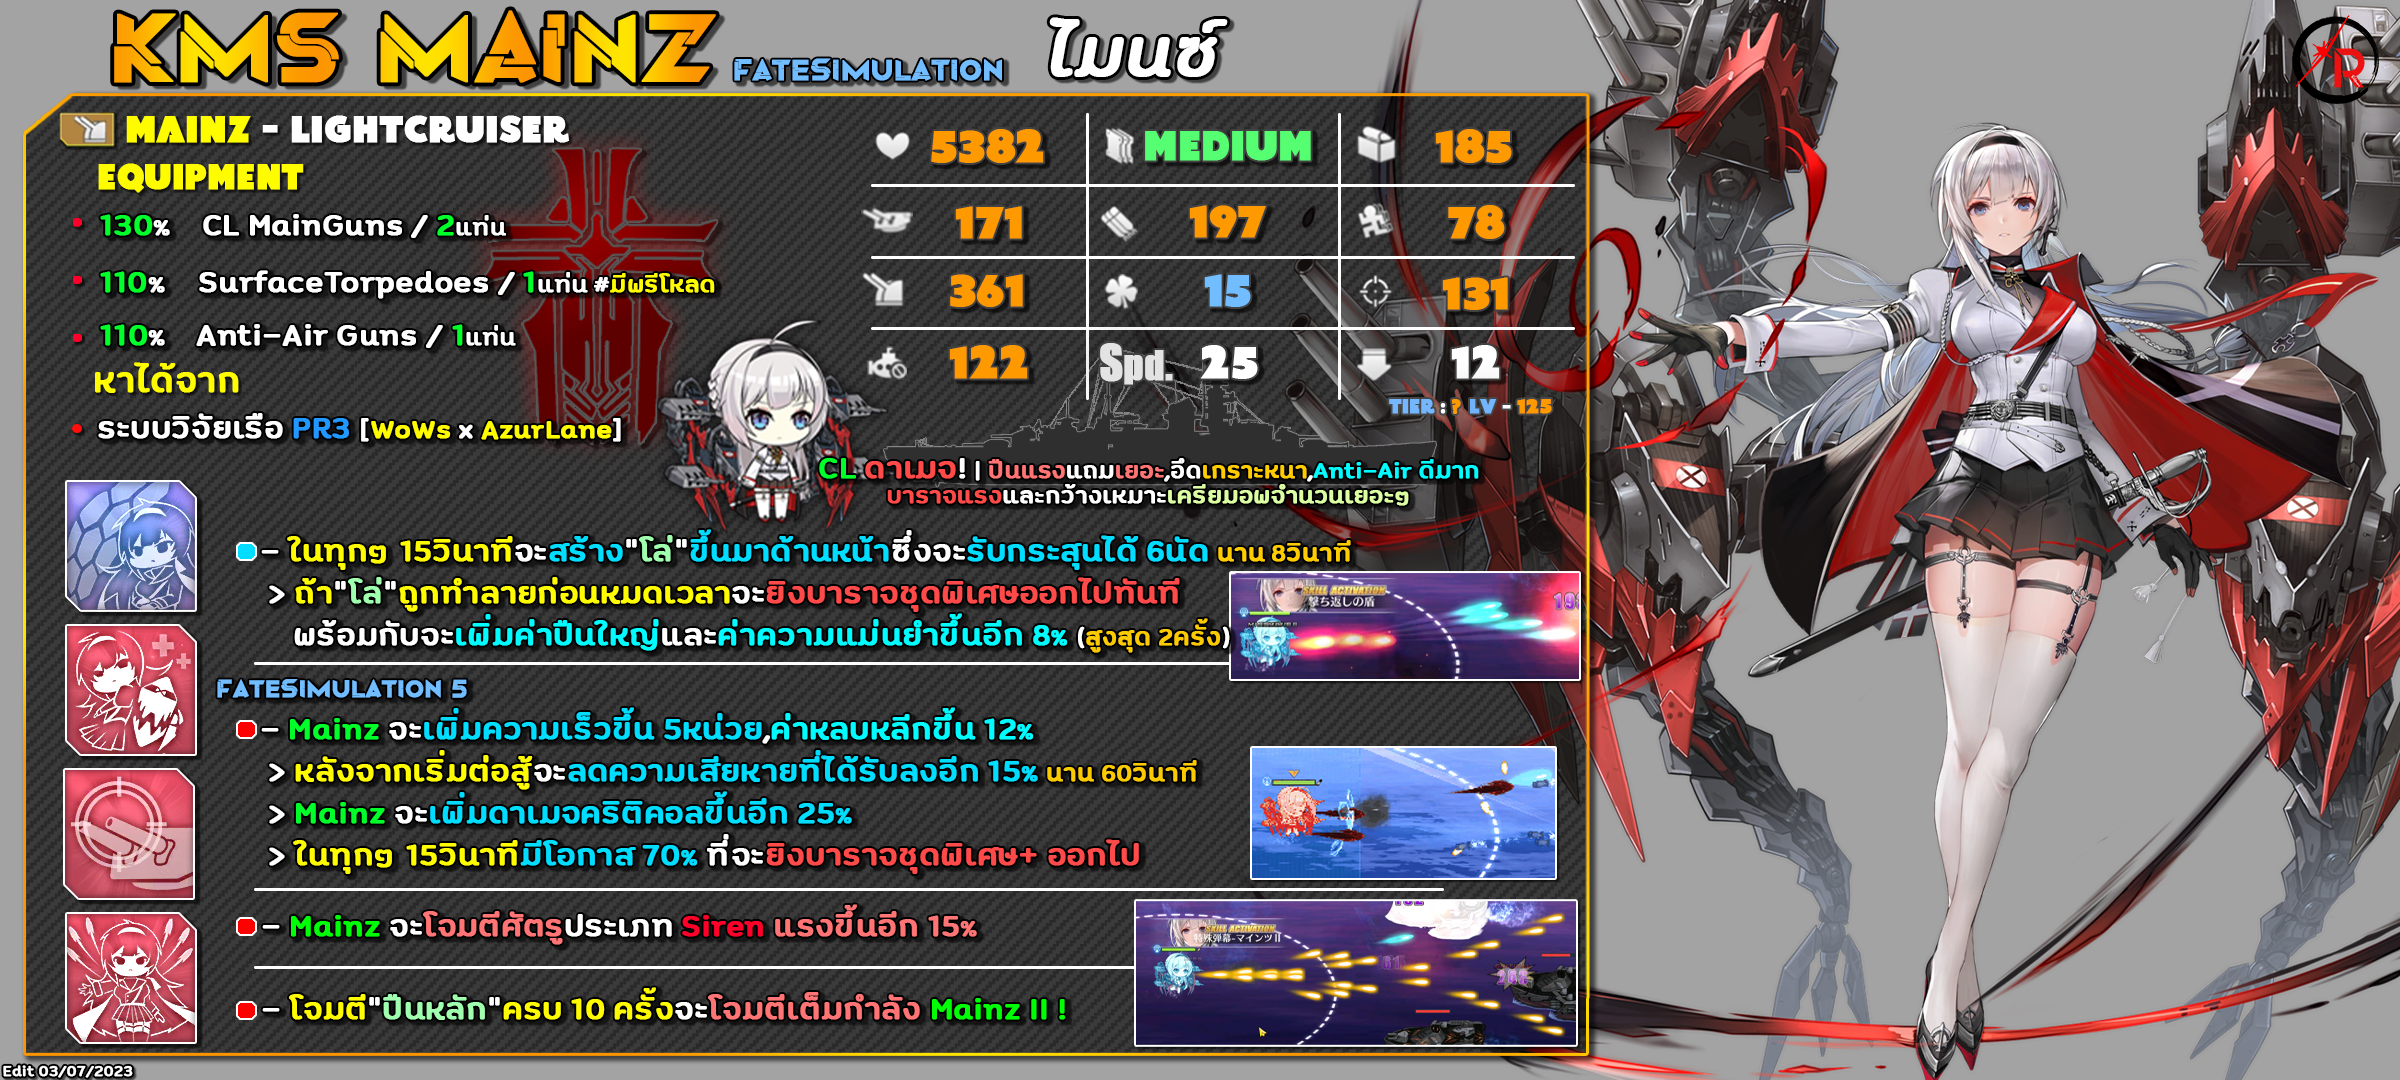 KMS MAINZ FATESIMULATION ไมนซ์
R
MAINZ - LIGHTCRUISER
EQUIPMENT
130% CL MainGuns / 2แท่น
110% SurfaceTorpedoes / 1แท่น #มีพรีโหลด
110% Anti-Air Guns / 1แท่น
หาได้จาก
ระบบวิจัยเรือ PR3 [WoWs x AzurLane]
5382 MEDIUM 185
171 197 78
361 15 131
122 Spd. 25 12
TIER : ? LV - 125
CL ดาเมจ! | ปืนแรงแถมเยอะ,อึดเกราะหนา,Anti-Air ดีมาก
บาราจแรงและกว้างเหมาะเครียมอพจำนวนเยอะๆ
- ในทุกๆ 15วินาทีจะสร้าง"โล่"ขึ้นมาด้านหน้าซึ่งจะรับกระสุนได้ 6นัด นาน 8วินาที
> ถ้า"โล่"ถูกทำลายก่อนหมดเวลาจะยิงบาราจชุดพิเศษออกไปทันที
พร้อมกับจะเพิ่มค่าปืนใหญ่และค่าความแม่นยำขึ้นอีก 8% (สูงสุด 2ครั้ง)
SKILL ACTIVATION
撃ち返しの盾
FATESIMULATION 5
- Mainz จะเพิ่มความเร็วขึ้น 5หน่วย,ค่าหลบหลีกขึ้น 12%
> หลังจากเริ่มต่อสู้จะลดความเสียหายที่ได้รับลงอีก 15% นาน 60วินาที
> Mainz จะเพิ่มดาเมจคริติคอลขึ้นอีก 25%
> ในทุกๆ 15วินาทีมีโอกาส 70% ที่จะยิงบาราจชุดพิเศษ+ ออกไป
- Mainz จะโจมตีศัตรูประเภท Siren แรงขึ้นอีก 15%
SKILL ACTIVATION
特殊弾幕-マインツII
- โจมตี"ปืนหลัก"ครบ 10 ครั้งจะโจมตีเต็มกำลัง Mainz II !
Edit 03/07/2023